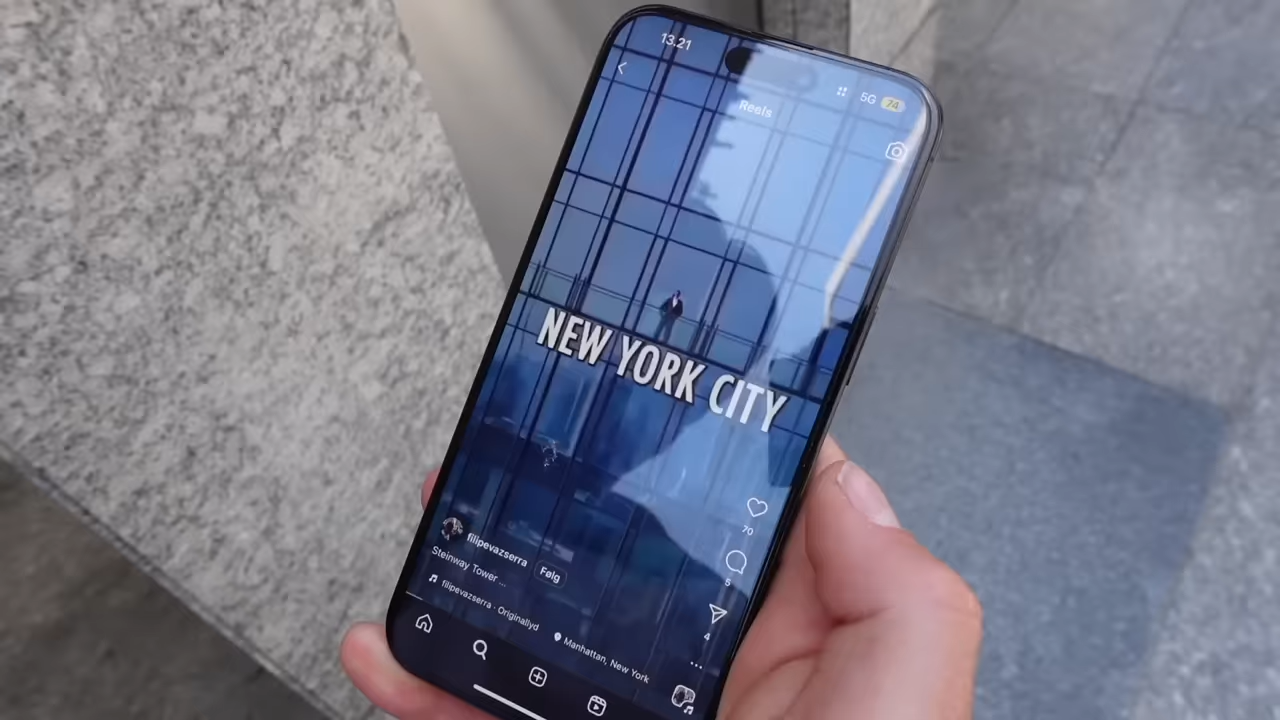 13.21
5G 74
Reels
NEW YORK CITY
70
5
4
filipevazserra Følg
Steinway Tower ...
filipevazserra · Originallyd
Manhattan, New York